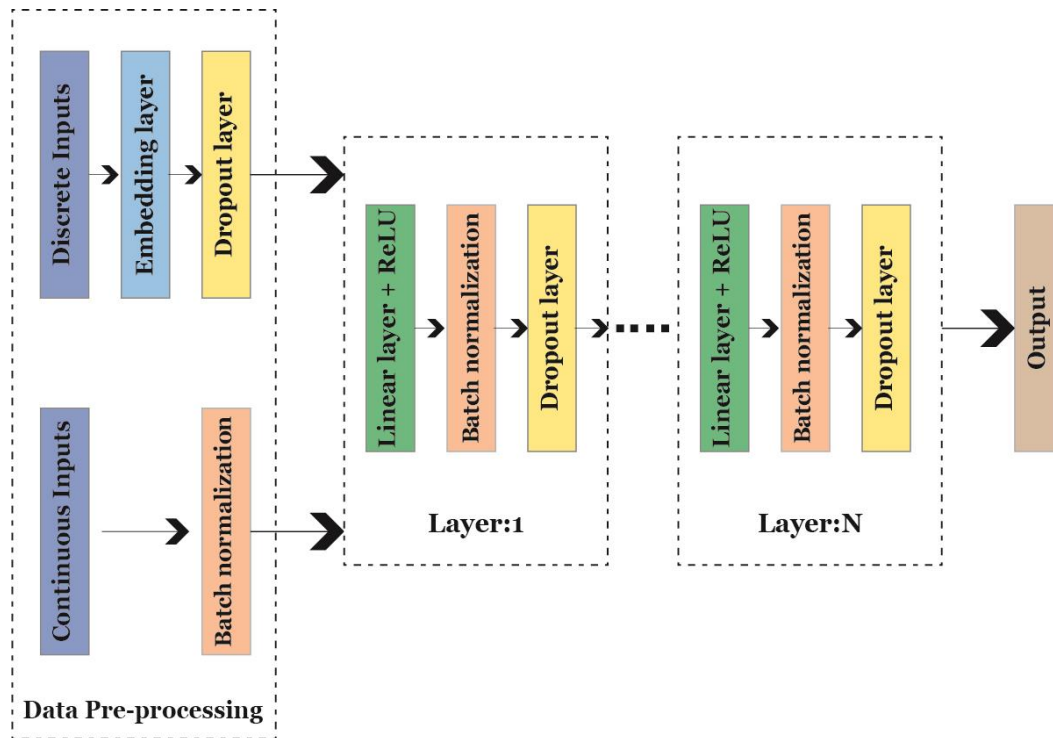 Discrete Inputs
Embedding layer
Dropout layer
Continuous Inputs
Batch normalization
Data Pre-processing
Linear layer + ReLU
Batch normalization
Dropout layer
Layer:1
Linear layer + ReLU
Batch normalization
Dropout layer
Layer:N
Output